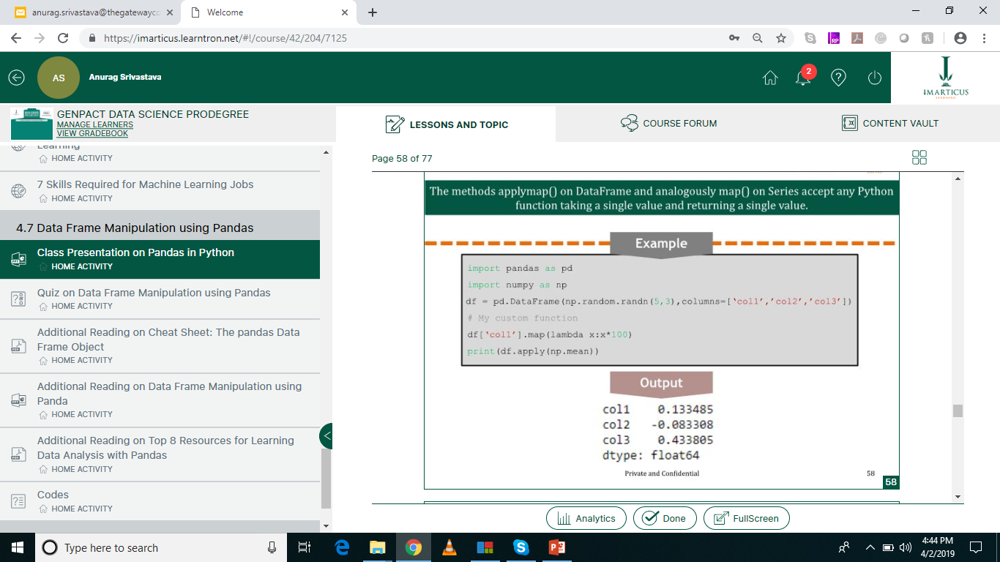 anurag.srivastava@thegatewayco
Welcome
https://imarticus.learntron.net/#!/course/42/204/7125
AS
Anurag Srivastava
2
IMARTICUS
LEARNING
GENPACT DATA SCIENCE PRODEGREE
MANAGE LEARNERS
VIEW GRADEBOOK
LESSONS AND TOPIC
COURSE FORUM
CONTENT VAULT
Learning
HOME ACTIVITY
7 Skills Required for Machine Learning Jobs
HOME ACTIVITY
4.7 Data Frame Manipulation using Pandas
Class Presentation on Pandas in Python
HOME ACTIVITY
Quiz on Data Frame Manipulation using Pandas
HOME ACTIVITY
Additional Reading on Cheat Sheet: The pandas Data
Frame Object
HOME ACTIVITY
Additional Reading on Data Frame Manipulation using
Panda
HOME ACTIVITY
Additional Reading on Top 8 Resources for Learning
Data Analysis with Pandas
HOME ACTIVITY
Codes
HOME ACTIVITY
Page 58 of 77
The methods applymap() on DataFrame and analogously map() on Series accept any Python
function taking a single value and returning a single value.
Example
import pandas as pd
import numpy as np
df = pd.DataFrame(np.random.randn(5,3),columns=[‘col1’,’col2’,’col3’])
# My custom function
df[‘col1’].map(lambda x:x*100)
print(df.apply(np.mean))
Output
col1 0.133485
col2 -0.083308
col3 0.433805
dtype: float64
Private and Confidential
58
58
Analytics
Done
FullScreen
Type here to search
4:44 PM
4/2/2019